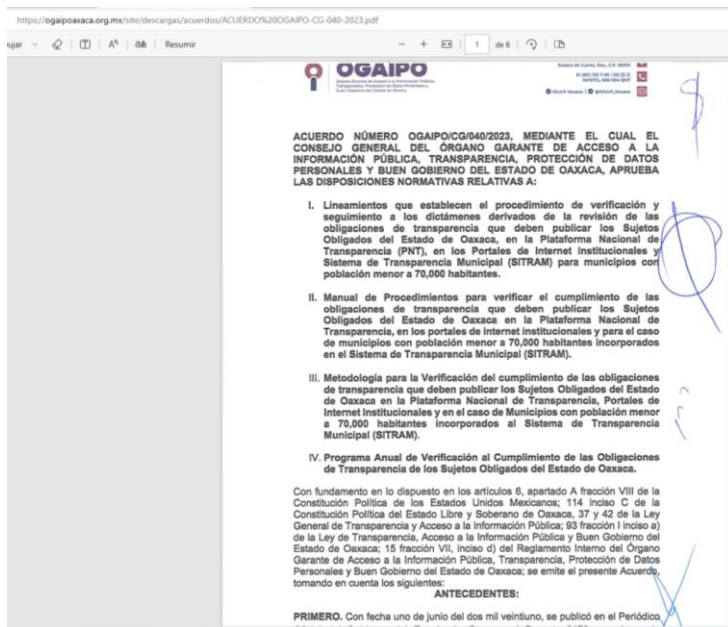 https://ogaipoaxaca.org.mx/site/descargas/acuerdos/ACUERDO%20OGAIPO-CG-040-2023.pdf
Resumir
1 de 6
OGAIPO
ACUERDO NÚMERO OGAIPO/CG/040/2023, MEDIANTE EL CUAL EL
CONSEJO GENERAL DEL ÓRGANO GARANTE DE ACCESO A LA
INFORMACIÓN PÚBLICA, TRANSPARENCIA, PROTECCIÓN DE DATOS
PERSONALES Y BUEN GOBIERNO DEL ESTADO DE OAXACA, APRUEBA
LAS DISPOSICIONES NORMATIVAS RELATIVAS A:
I. Lineamientos que establecen el procedimiento de verificación y
seguimiento a los dictámenes derivados de la revisión de las
obligaciones de transparencia que deben publicar los Sujetos
Obligados del Estado de Oaxaca, en la Plataforma Nacional de
Transparencia (PNT), en los Portales de Internet Institucionales y
Sistema de Transparencia Municipal (SITRAM) para municipios con
población menor a 70,000 habitantes.
II. Manual de Procedimientos para verificar el cumplimiento de las
obligaciones de transparencia que deben publicar los Sujetos
Obligados del Estado de Oaxaca en la Plataforma Nacional de
Transparencia, en los portales de internet institucionales y para el caso
de municipios con población menor a 70,000 habitantes incorporados
en el Sistema de Transparencia Municipal (SITRAM).
III. Metodología para la Verificación del cumplimiento de las obligaciones
de transparencia que deben publicar los Sujetos Obligados del Estado
de Oaxaca en la Plataforma Nacional de Transparencia, Portales de
Internet Institucionales y en el caso de Municipios con población menor
a 70,000 habitantes incorporados al Sistema de Transparencia
Municipal (SITRAM).
IV. Programa Anual de Verificación al Cumplimiento de las Obligaciones
de Transparencia de los Sujetos Obligados del Estado de Oaxaca.
Con fundamento en lo dispuesto en los artículos 6, apartado A fracción VIII de la
Constitución Política de los Estados Unidos Mexicanos; 114 inciso C de la
Constitución Política del Estado Libre y Soberano de Oaxaca, 37 y 42 de la Ley
General de Transparencia y Acceso a la Información Pública; 93 fracción I inciso a)
de la Ley de Transparencia, Acceso a la Información Pública y Buen Gobierno del
Estado de Oaxaca; 15 fracción VII, inciso d) del Reglamento Interno del Órgano
Garante de Acceso a la Información Pública, Transparencia, Protección de Datos
Personales y Buen Gobierno del Estado de Oaxaca; se emite el presente Acuerdo,
tomando en cuenta los siguientes:
ANTECEDENTES:
PRIMERO. Con fecha uno de junio del dos mil veintiuno, se publicó en el Periódico